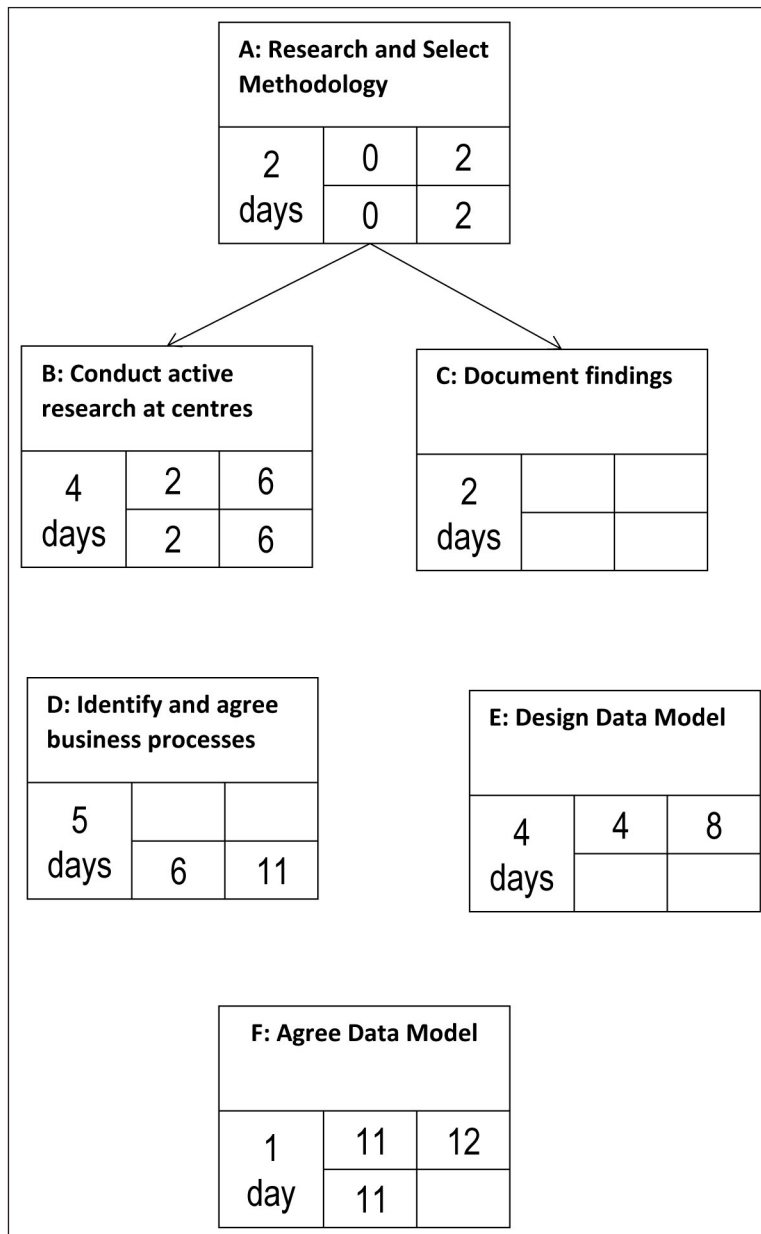 A: Research and Select
Methodology
2
days
0
2
0
2
B: Conduct active
research at centres
4
days
2
6
2
6
C: Document findings
2
days
D: Identify and agree
business processes
5
days
6
11
E: Design Data Model
4
days
4
8
F: Agree Data Model
1
day
11
12
11